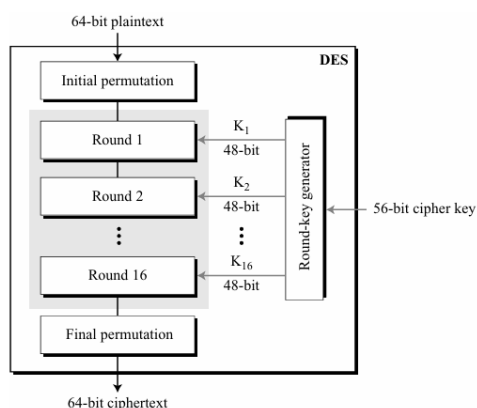 64-bit plaintext
DES
Initial permutation
Round 1
K1
48-bit
Round 2
K2
48-bit
Round-key generator
56-bit cipher key
Round 16
K16
48-bit
Final permutation
64-bit ciphertext